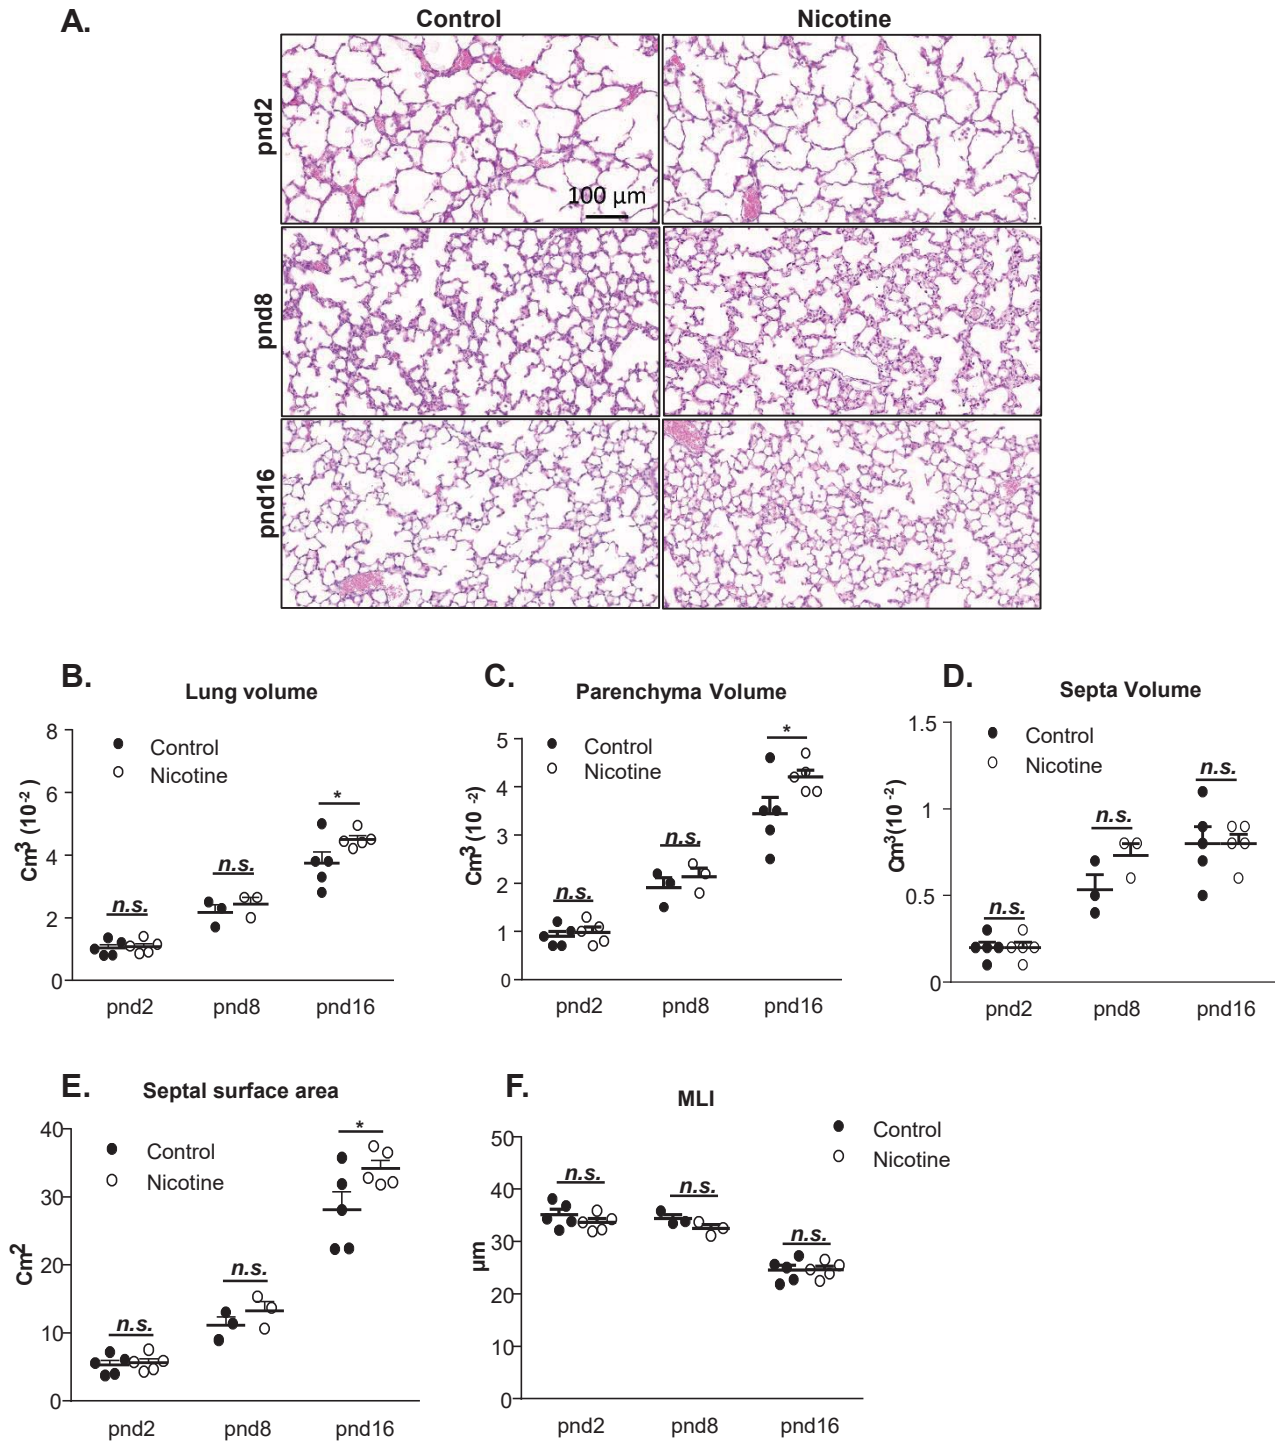 A.
Control
Nicotine
pnd2
100 µm
pnd8
pnd16
B.
Lung volume
Cm3 (10 -2 )
8
6
4
2
0
Control
Nicotine
n.s.
n.s.
*
pnd2
pnd8
pnd16
C.
Parenchyma Volume
Cm3 (10 -2)
5
4
3
2
1
0
Control
Nicotine
n.s.
n.s.
*
pnd2
pnd8
pnd16
D.
Septa Volume
Cm3(10 -2)
1.5
1
0.5
0
Control
Nicotine
n.s.
n.s.
n.s.
pnd2
pnd8
pnd16
E.
Septal surface area
Cm2
40
30
20
10
0
Control
Nicotine
n.s.
n.s.
*
pnd2
pnd8
pnd16
F.
MLI
µm
50
40
30
20
10
0
Control
Nicotine
n.s.
n.s.
n.s.
pnd2
pnd8
pnd16